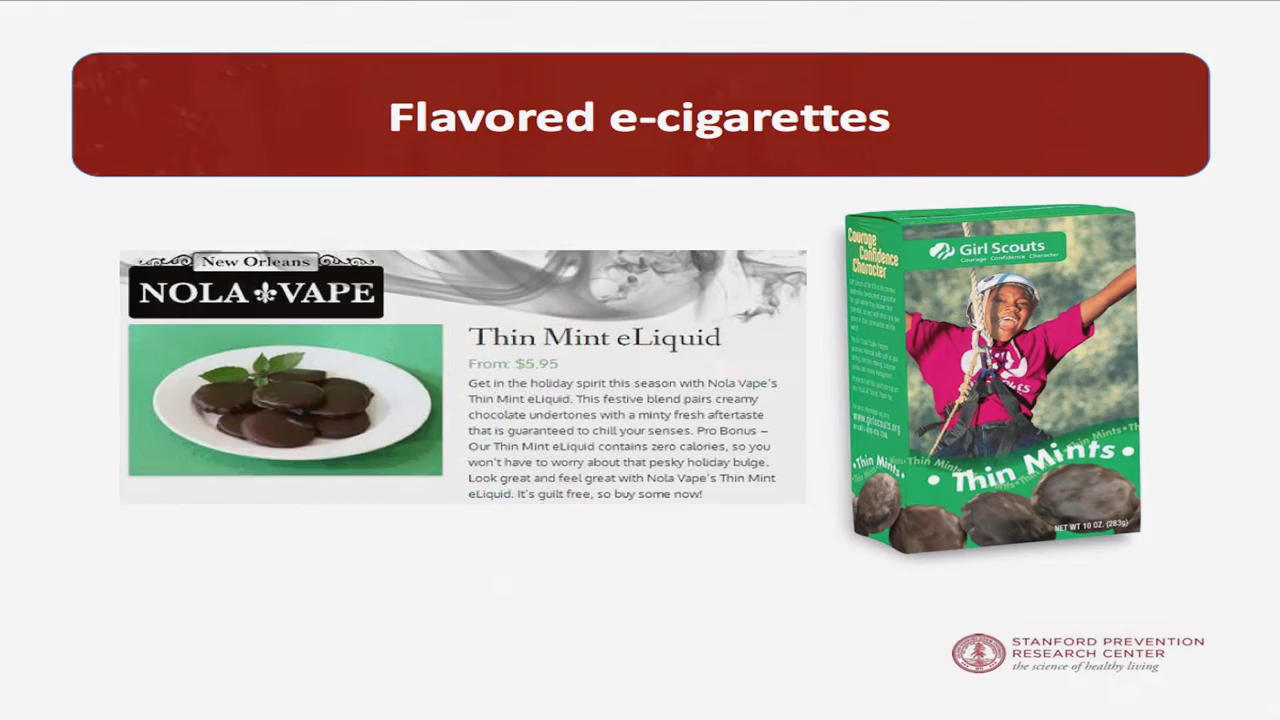 Flavored e-cigarettes
New Orleans
NOLA VAPE
Thin Mint eLiquid
From: $5.95
Get in the holiday spirit this season with Nola Vape's
Thin Mint eLiquid. This festive blend pairs creamy
chocolate undertones with a minty fresh aftertaste
that is guaranteed to chill your senses. Pro Bonus –
Our Thin Mint eLiquid contains zero calories, so you
won't have to worry about that pesky holiday bulge.
Look great and feel great with Nola Vape's Thin Mint
eLiquid. It's guilt free, so buy some now!
Courage
Confidence
Character
Girl Scouts
Courage Confidence Character
www.girlscouts.org
Thin Mints
Thin Mints
NET WT 10 OZ. (283g)
STANFORD PREVENTION
RESEARCH CENTER
the science of healthy living